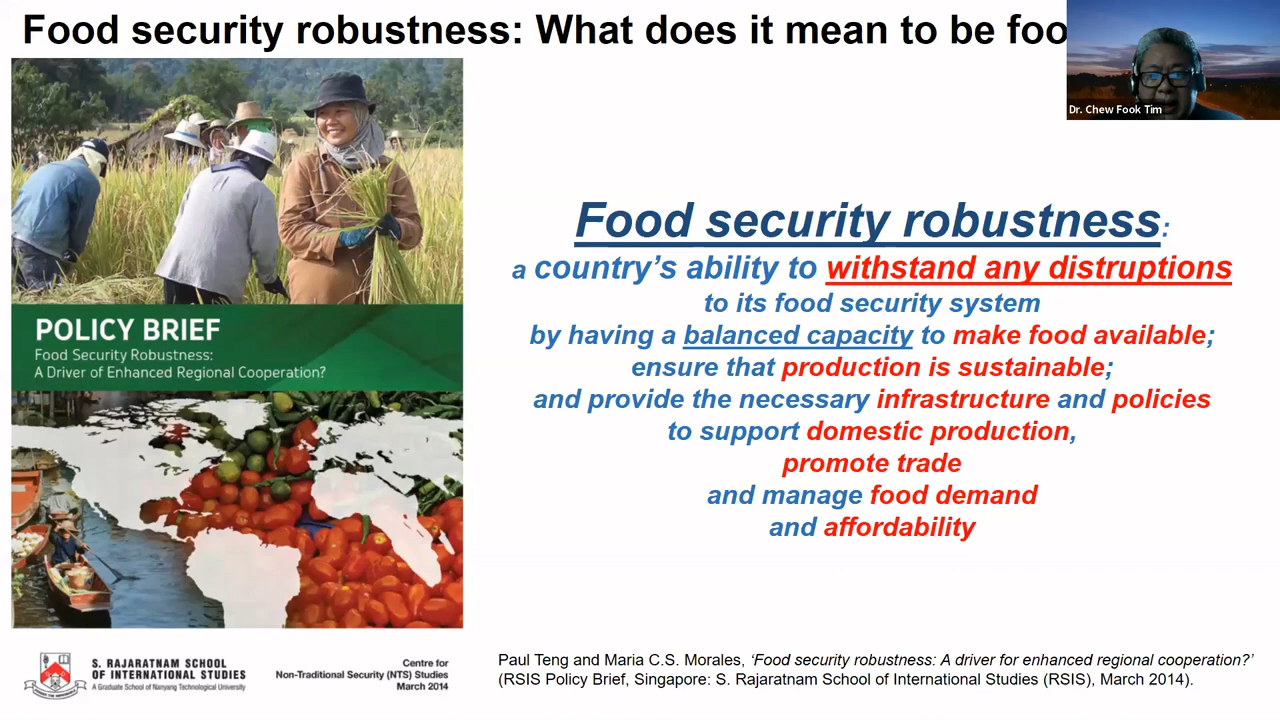 Food security robustness: What does it mean to be foo
Dr. Chew Fook Tim
POLICY BRIEF
Food Security Robustness:
A Driver of Enhanced Regional Cooperation?
Food security robustness:
a country’s ability to withstand any distruptions
to its food security system
by having a balanced capacity to make food available;
ensure that production is sustainable;
and provide the necessary infrastructure and policies
to support domestic production,
promote trade
and manage food demand
and affordability
S. RAJARATNAM SCHOOL
OF INTERNATIONAL STUDIES
A Graduate School of Nanyang Technological University
Centre for
Non-Traditional Security (NTS) Studies
March 2014
Paul Teng and Maria C.S. Morales, ‘Food security robustness: A driver for enhanced regional cooperation?’
(RSIS Policy Brief, Singapore: S. Rajaratnam School of International Studies (RSIS), March 2014).